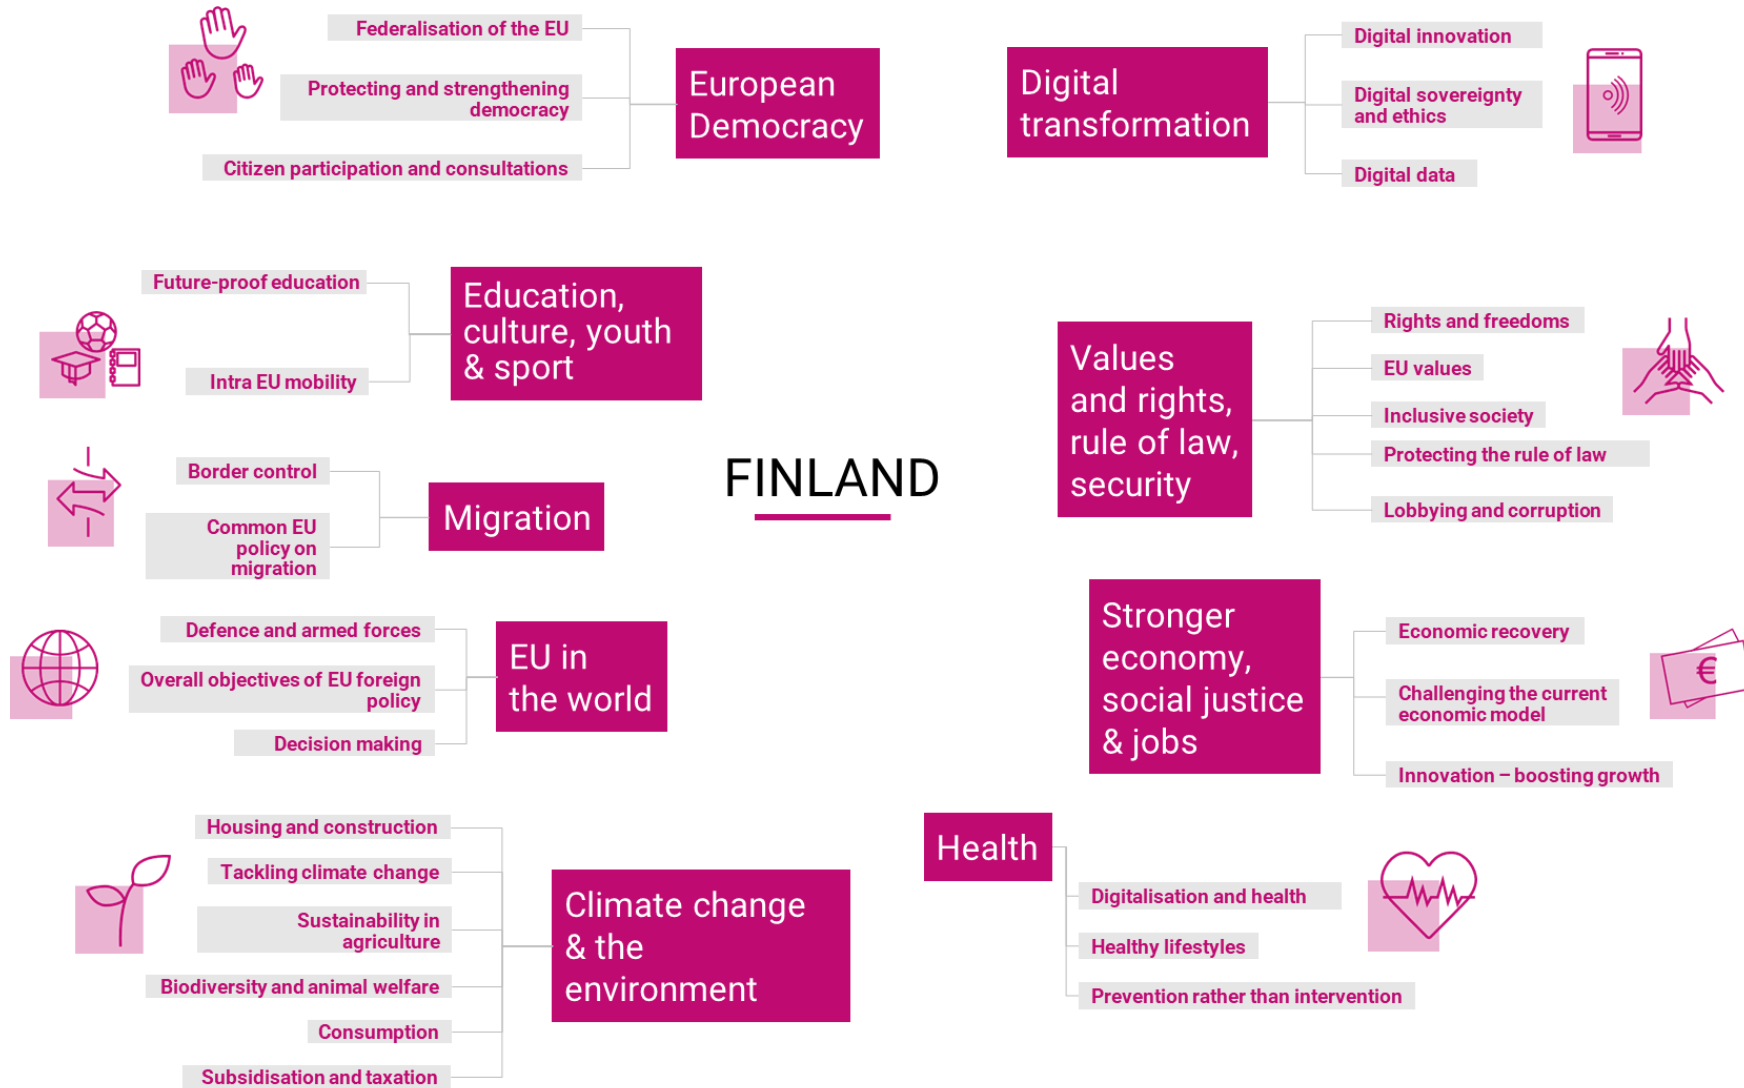 Federalisation of the EU
Protecting and strengthening
democracy
Citizen participation and consultations
European
Democracy
Digital
transformation
Digital innovation
Digital sovereignty
and ethics
Digital data
Future-proof education
Intra EU mobility
Education,
culture, youth
& sport
Border control
Common EU
policy on
migration
Migration
FINLAND
Values
and rights,
rule of law,
security
Rights and freedoms
EU values
Inclusive society
Protecting the rule of law
Lobbying and corruption
Defence and armed forces
Overall objectives of EU foreign
policy
Decision making
EU in
the world
Stronger
economy,
social justice
& jobs
Economic recovery
Challenging the current
economic model
Innovation – boosting growth
€
Housing and construction
Tackling climate change
Sustainability in
agriculture
Biodiversity and animal welfare
Consumption
Subsidisation and taxation
Climate change
& the
environment
Health
Digitalisation and health
Healthy lifestyles
Prevention rather than intervention